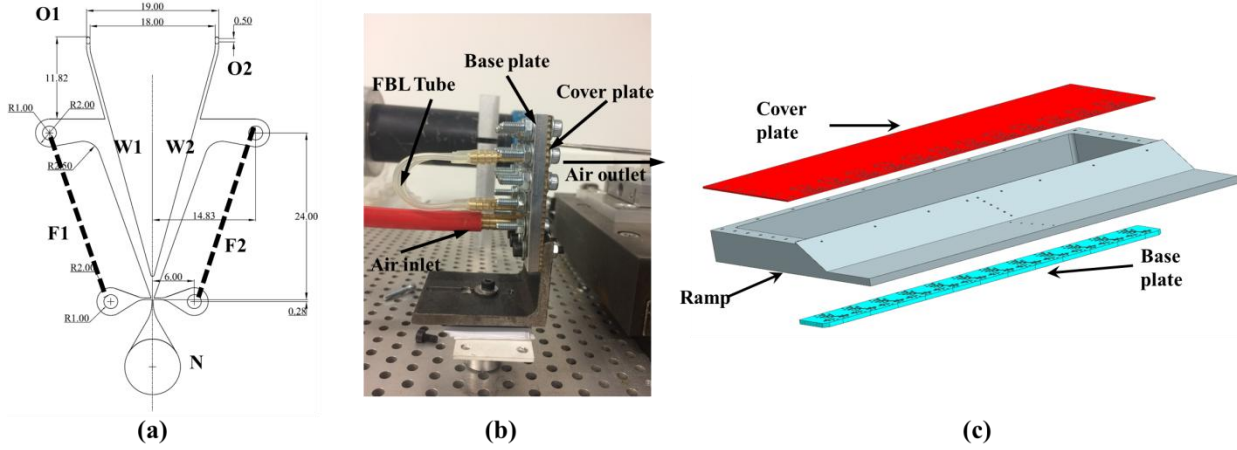 O1
19.00
18.00
0.50
O2
11.82
R1.00
R2.00
W1
W2
R2.50
14.83
24.00
F1
F2
R2.00
6.00
R1.00
0.28
N
(a)
Base plate
FBL Tube
Cover plate
Air outlet
Air inlet
(b)
Cover
plate
Ramp
Base
plate
(c)